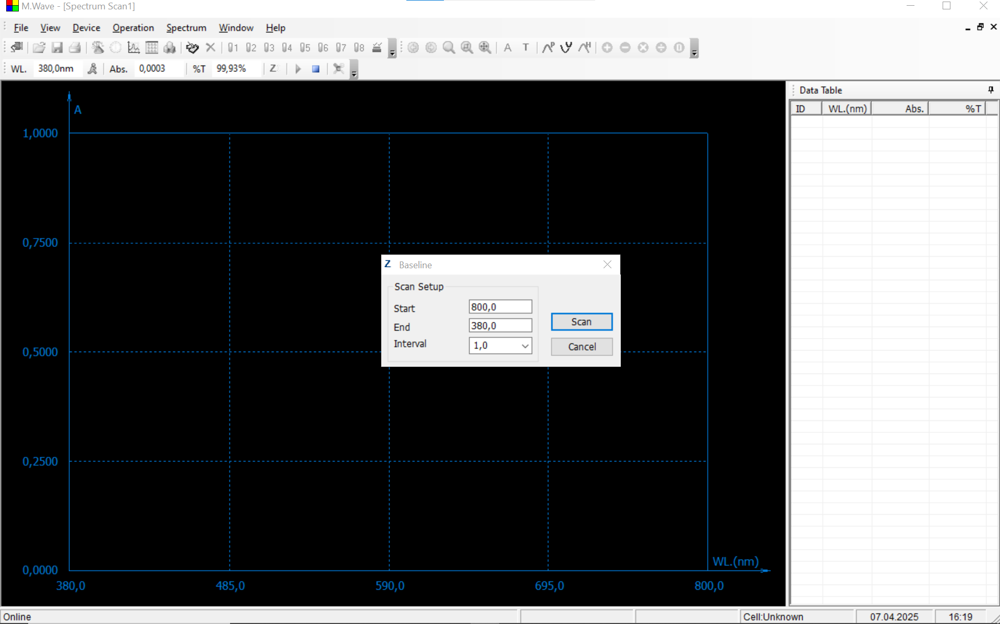 M.Wave - [Spectrum Scan1]
File View Device Operation Spectrum Window Help
1 2 3 4 5 6 7 8 A T P V H
WL. 380,0nm Abs. 0,0003 %T 99,93% Z
Data Table
ID WL.(nm) Abs. %T
A
1,0000
0,7500
0,5000
0,2500
0,0000
380,0 485,0 590,0 695,0 800,0
WL.(nm)
Z Baseline
Scan Setup
Start 800,0
End 380,0
Interval 1,0
Scan
Cancel
Online Cell:Unknown 07.04.2025 16:19